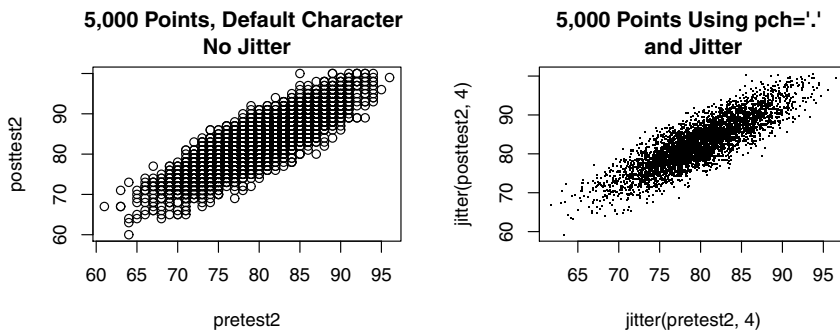 5,000 Points, Default Character
No Jitter
posttest2
90
80
70
60
60 65 70 75 80 85 90 95
pretest2
5,000 Points Using pch='.'
and Jitter
jitter(posttest2, 4)
90
80
70
60
65 70 75 80 85 90 95
jitter(pretest2, 4)